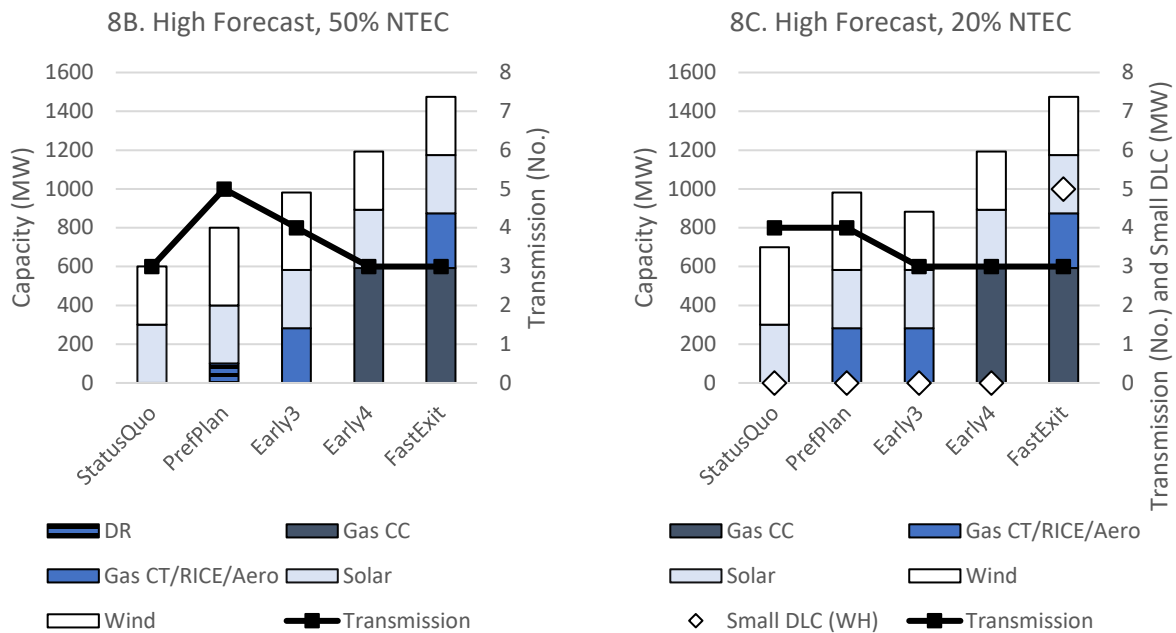 8B. High Forecast, 50% NTEC
Capacity (MW)
1600
1400
1200
1000
800
600
400
200
0
8
7
6
5
4
3
2
1
0
Transmission (No.)
StatusQuo
PrefPlan
Early3
Early4
FastExit
DR
Gas CC
Gas CT/RICE/Aero
Solar
Wind
Transmission
8C. High Forecast, 20% NTEC
Capacity (MW)
1600
1400
1200
1000
800
600
400
200
0
8
7
6
5
4
3
2
1
0
Transmission (No.) and Small DLC (MW)
StatusQuo
PrefPlan
Early3
Early4
FastExit
Gas CC
Gas CT/RICE/Aero
Solar
Wind
Small DLC (WH)
Transmission